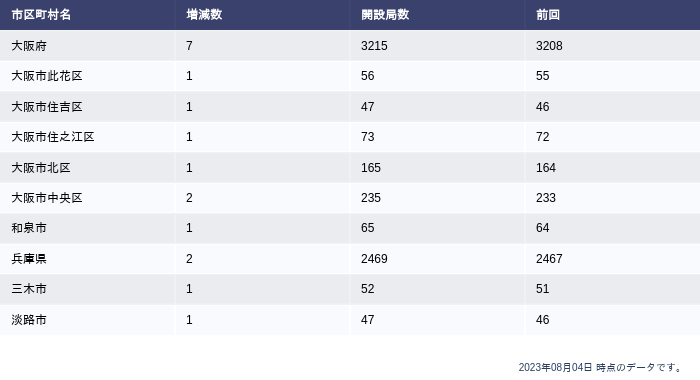 市区町村名 増減数 開設局数 前回
大阪府 7 3215 3208
大阪市此花区 1 56 55
大阪市住吉区 1 47 46
大阪市住之江区 1 73 72
大阪市北区 1 165 164
大阪市中央区 2 235 233
和泉市 1 65 64
兵庫県 2 2469 2467
三木市 1 52 51
淡路市 1 47 46
2023年08月04日 時点のデータです。